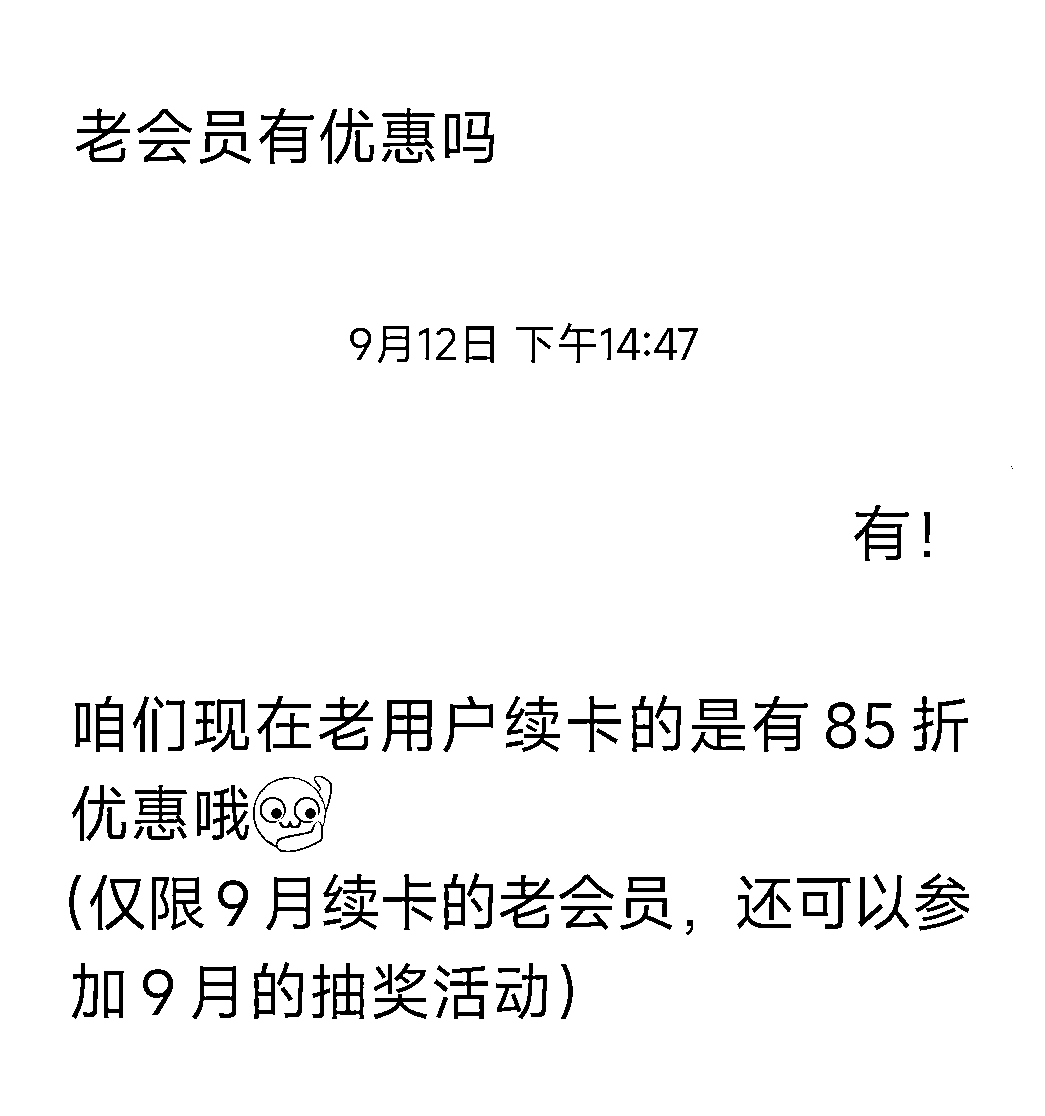 老会员有优惠吗
9月12日 下午14:47
有！
咱们现在老用户续卡的是有85折
优惠哦
(仅限9月续卡的老会员，还可以参
加9月的抽奖活动)